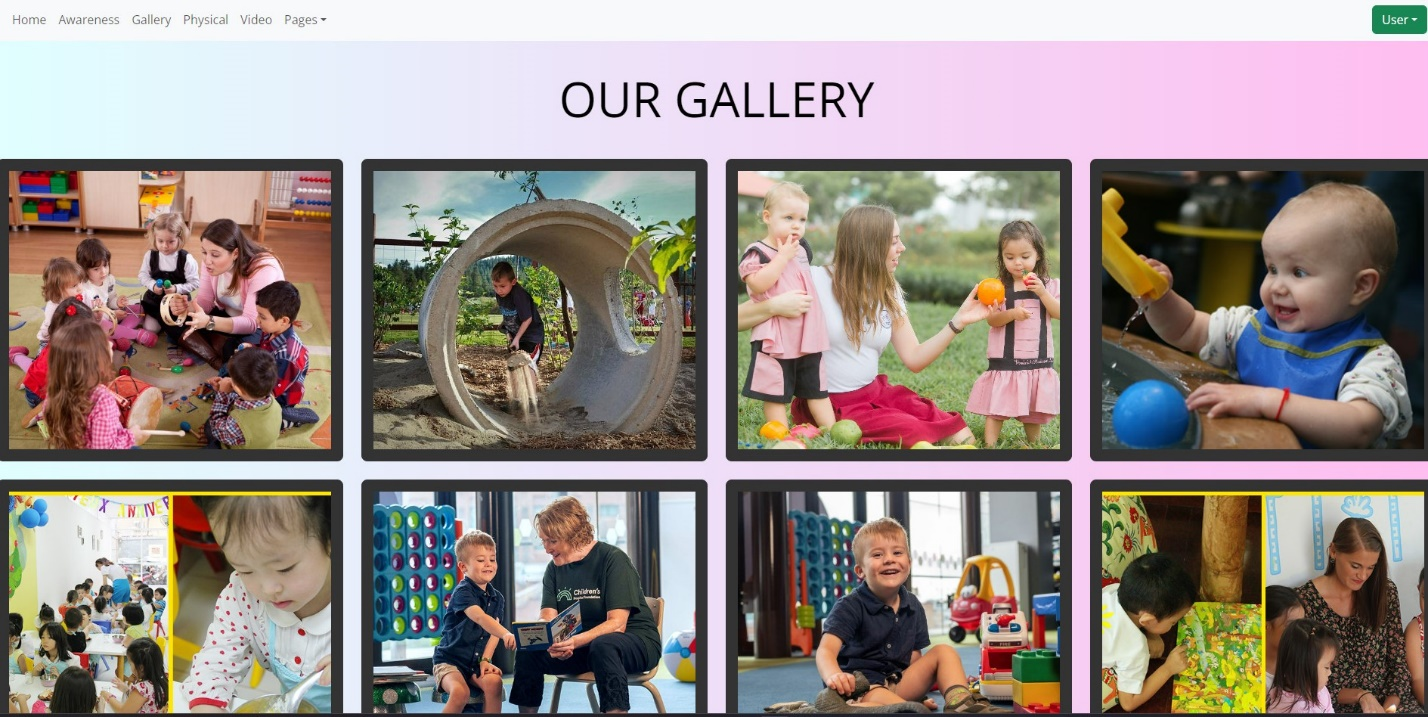 Home Awareness Gallery Physical Video Pages
User
OUR GALLERY
Children's